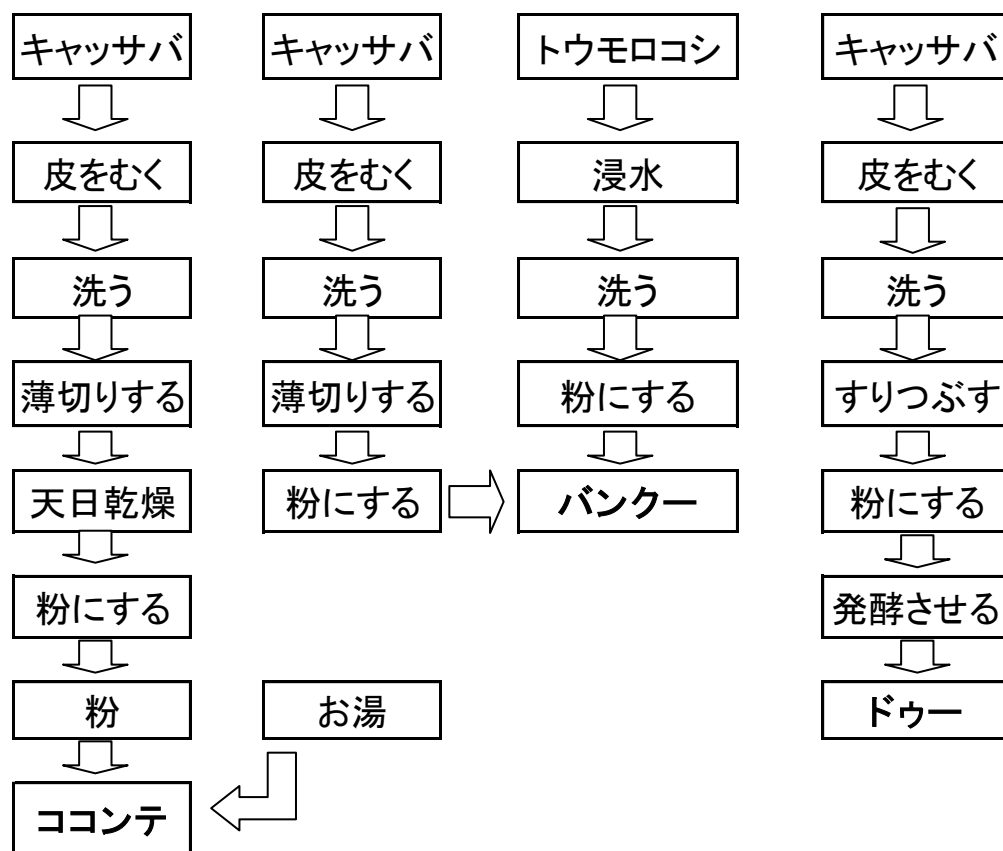 キャッサバ
皮をむく
洗う
薄切りする
天日乾燥
粉にする
粉
ココンテ
キャッサバ
皮をむく
洗う
薄切りする
粉にする
お湯
トウモロコシ
浸水
洗う
粉にする
バンクー
キャッサバ
皮をむく
洗う
すりつぶす
粉にする
発酵させる
ドゥー